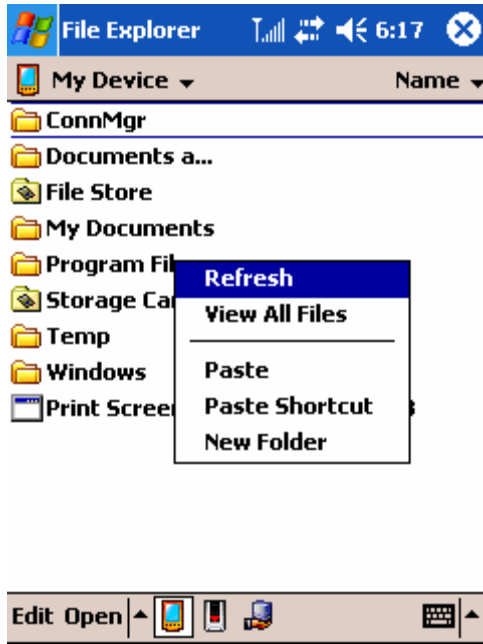 File Explorer 6:17
My Device Name
ConnMgr
Documents a...
File Store
My Documents
Program Fil
Storage Ca
Temp
Windows
Print Scree
Refresh
View All Files
Paste
Paste Shortcut
New Folder
Edit Open